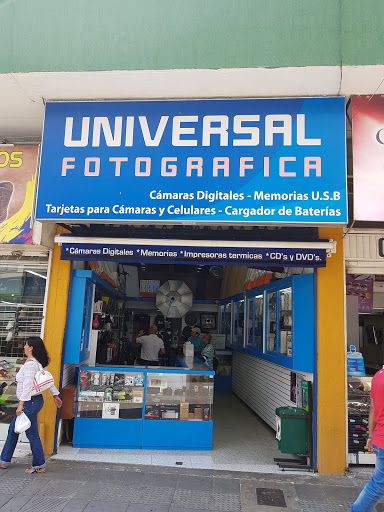 UNIVERSAL
FOTOGRAFICA
Cámaras Digitales - Memorias U.S.B
Tarjetas para Cámaras y Celulares - Cargador de Baterías
*Cámaras Digitales *Memorias *Impresoras termicas *CD's y DVD's.
OS